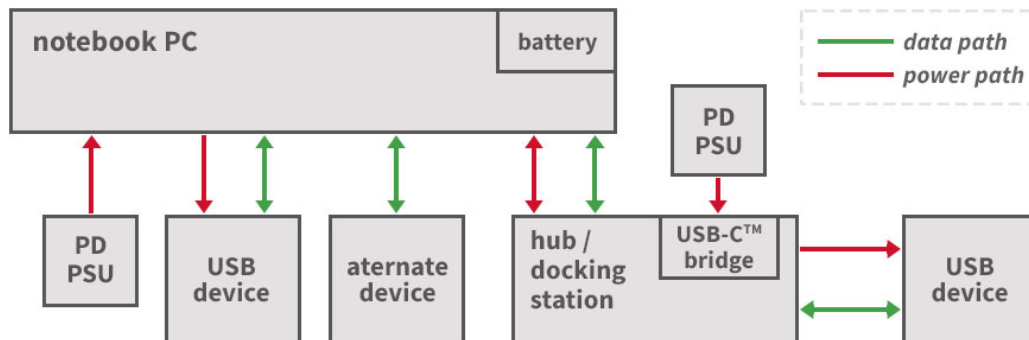 notebook PC
battery
data path
power path
PD
PSU
PD
PSU
USB
device
aternate
device
hub /
docking
station
USB-C™
bridge
USB
device